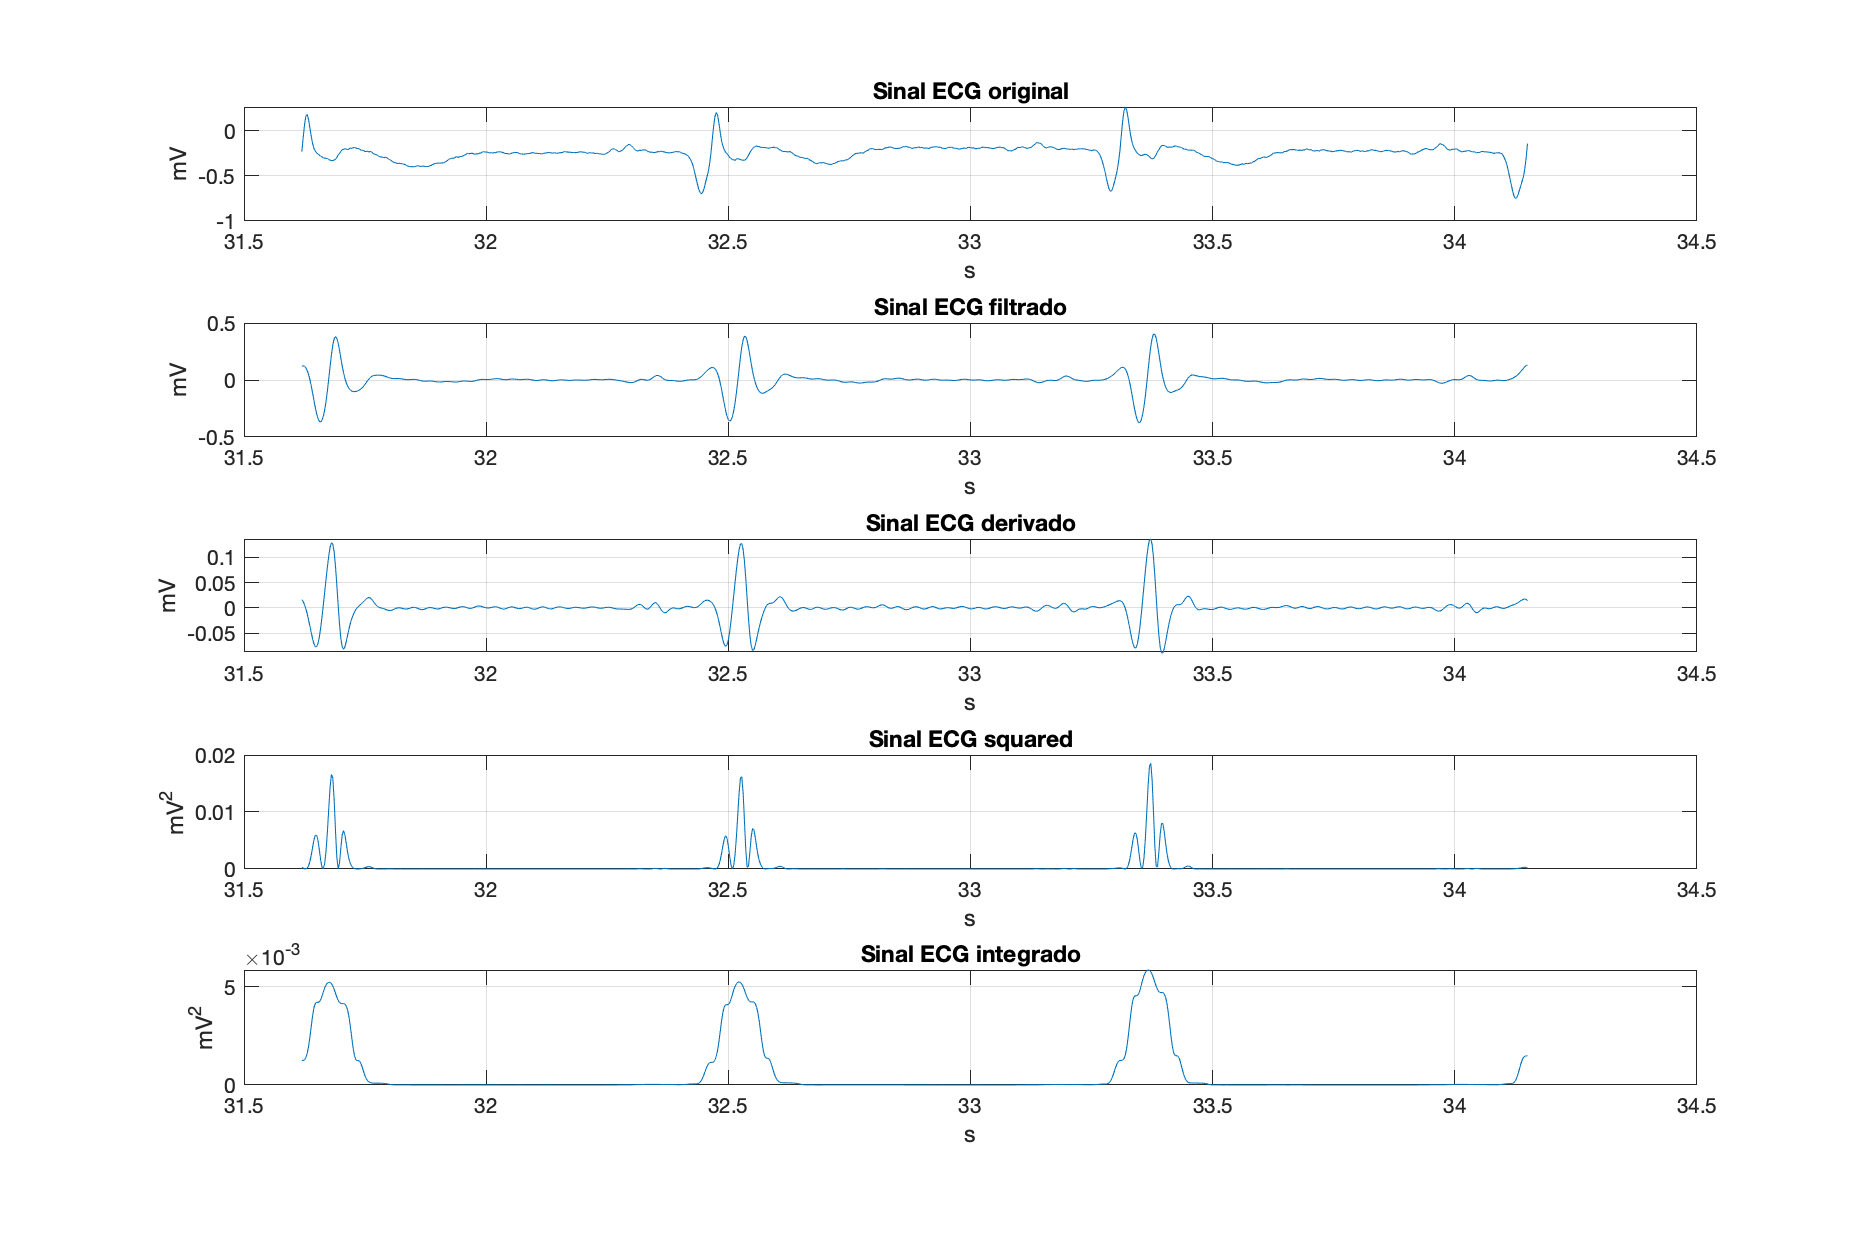 Sinal ECG original
mV
0
-0.5
-1
31.5 32 32.5 33 33.5 34 34.5
s
Sinal ECG filtrado
mV
0.5
0
-0.5
31.5 32 32.5 33 33.5 34 34.5
s
Sinal ECG derivado
mV
0.1
0.05
0
-0.05
31.5 32 32.5 33 33.5 34 34.5
s
Sinal ECG squared
mV²
0.02
0.01
0
31.5 32 32.5 33 33.5 34 34.5
s
×10⁻³
Sinal ECG integrado
mV²
5
0
31.5 32 32.5 33 33.5 34 34.5
s